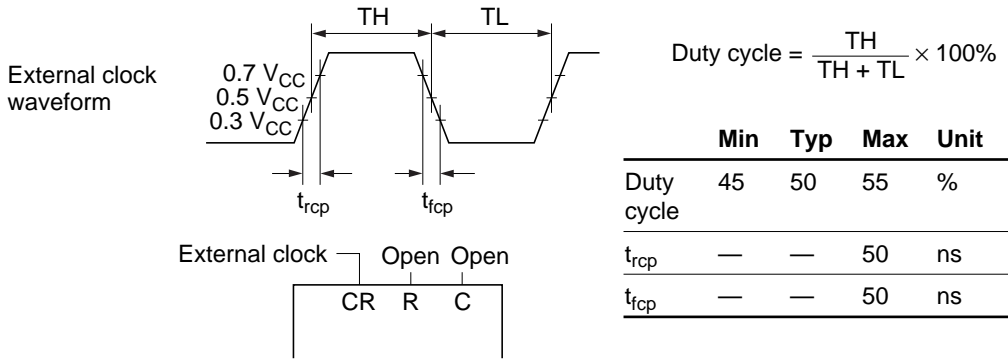 TH TL
External clock
waveform
0.7 VCC
0.5 VCC
0.3 VCC
trcp tfcp
Duty cycle = TH / TH + TL × 100%
Min Typ Max Unit
Duty cycle 45 50 55 %
trcp — — 50 ns
tfcp — — 50 ns
External clock Open Open
CR R C